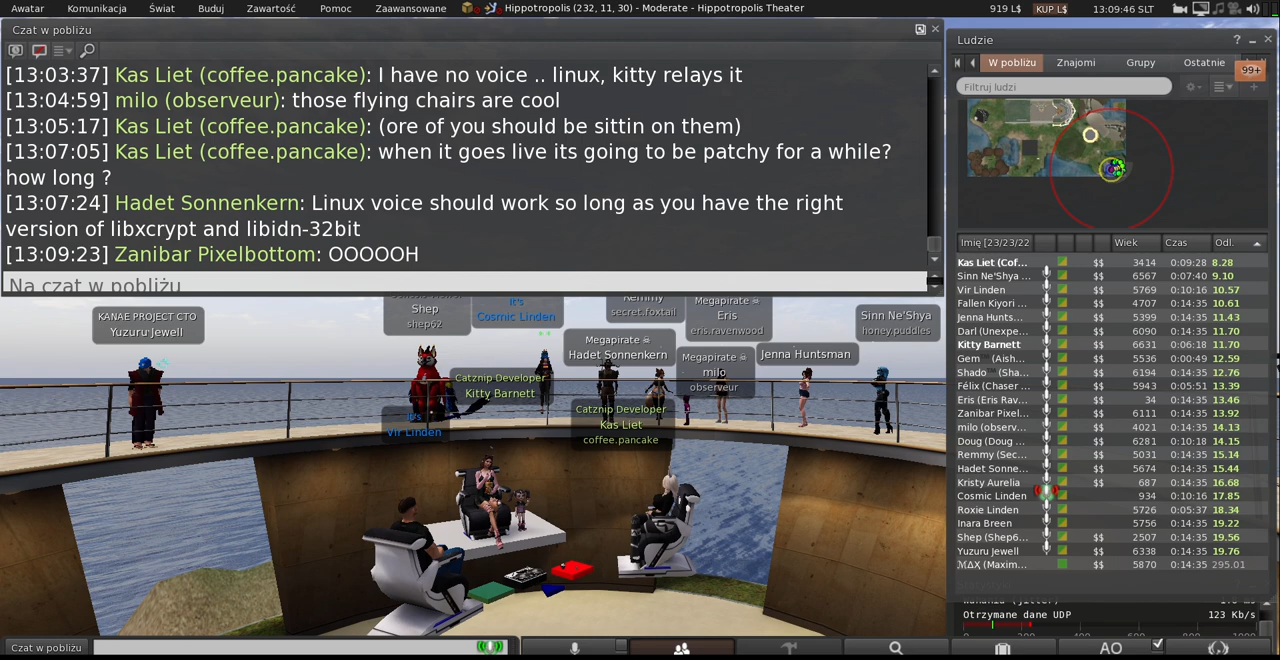 Awatar Komunikacja Świat Buduj Zawartość Pomoc Zaawansowane Hippotropolis (232, 11, 30) - Moderate - Hippotropolis Theater 919 L$ KUP L$ 13:09:46 SLT
Czat w pobliżu
[13:03:37] Kas Liet (coffee.pancake): I have no voice .. linux, kitty relays it
[13:04:59] milo (observeur): those flying chairs are cool
[13:05:17] Kas Liet (coffee.pancake): (ore of you should be sittin on them)
[13:07:05] Kas Liet (coffee.pancake): when it goes live its going to be patchy for a while?
how long ?
[13:07:24] Hadet Sonnenkern: Linux voice should work so long as you have the right
version of libxcrypt and libidn-32bit
[13:09:23] Zanibar Pixelbottom: OOOOOH
Na czat w pobliżu
KANAE PROJECT CTO
Yuzuru Jewell
Shep
shep62
It's
Cosmic Linden
Remmy
secret.foxtail
Megapirate ☠
Eris
eris.ravenwood
Sinn Ne'Shya
honey.puddles
Megapirate ☠
Hadet Sonnenkern
Megapirate ☠
milo
observeur
Jenna Huntsman
Catznip Developer
Kitty Barnett
It's
Vir Linden
Catznip Developer
Kas Liet
coffee.pancake
Ludzie ?
W pobliżu Znajomi Grupy Ostatnie
99+
Filtruj ludzi
Imię [23/23/22 Wiek Czas Odl.
Kas Liet (Cof... $$ 3414 0:09:28 8.28
Sinn Ne'Shya ... $$ 6567 0:07:40 9.10
Vir Linden $$ 5769 0:10:16 10.57
Fallen Kiyori ... $$ 4707 0:14:35 10.61
Jenna Hunts... $$ 5399 0:14:35 11.43
Darl (Unexpe... $$ 6090 0:14:35 11.70
Kitty Barnett $$ 6631 0:06:18 11.70
Gem™ (Aish... $$ 5536 0:00:49 12.59
Shado™ (Sha... $$ 6194 0:14:35 12.76
Félix (Chaser ... $$ 5943 0:05:51 13.39
Eris (Eris Rav... $$ 34 0:14:35 13.46
Zanibar Pixel... $$ 6111 0:14:35 13.92
milo (observ... $$ 4021 0:14:35 14.13
Doug (Doug ... $$ 6281 0:10:18 14.15
Remmy (Sec... $$ 5031 0:14:35 15.14
Hadet Sonne... $$ 5674 0:14:35 15.44
Kristy Aurelia $$ 687 0:14:35 16.68
Cosmic Linden 934 0:10:16 17.85
Roxie Linden 5726 0:05:37 18.34
Inara Breen 5756 0:14:35 19.22
Shep (Shep6... $$ 2507 0:14:35 19.56
Yuzuru Jewell $$ 6338 0:14:35 19.76
MΔX (Maxim... $$ 5870 0:14:35 295.01
Otrzymane dane UDP 123 Kb/s
Czat w pobliżu
AO